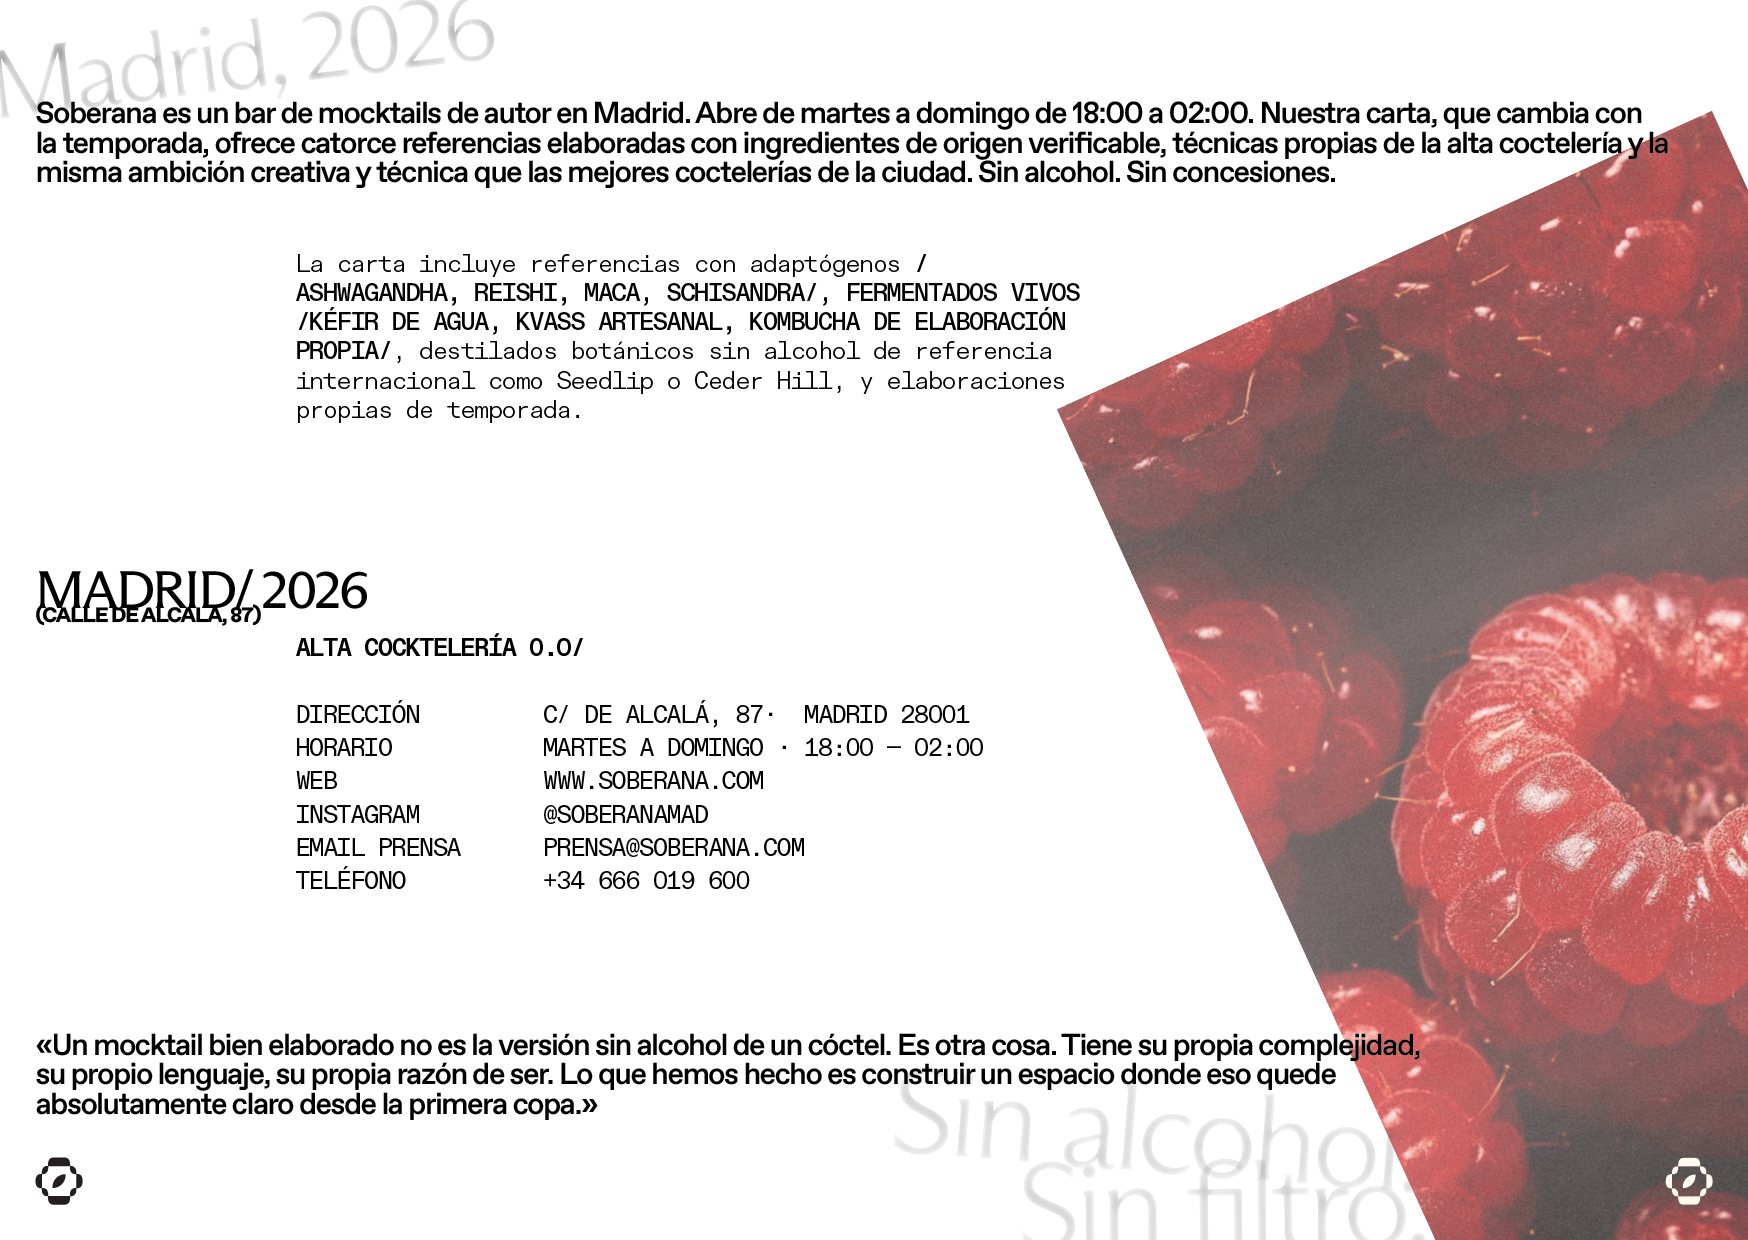 Madrid, 2026
Soberana es un bar de mocktails de autor en Madrid. Abre de martes a domingo de 18:00 a 02:00. Nuestra carta, que cambia con
la temporada, ofrece catorce referencias elaboradas con ingredientes de origen verificable, técnicas propias de la alta coctelería y la
misma ambición creativa y técnica que las mejores coctelerías de la ciudad. Sin alcohol. Sin concesiones.
La carta incluye referencias con adaptógenos /
ASHWAGANDHA, REISHI, MACA, SCHISANDRA/, FERMENTADOS VIVOS
/KÉFIR DE AGUA, KVASS ARTESANAL, KOMBUCHA DE ELABORACIÓN
PROPIA/, destilados botánicos sin alcohol de referencia
internacional como Seedlip o Ceder Hill, y elaboraciones
propias de temporada.
MADRID/ 2026
(CALLE DE ALCALÁ, 87)
ALTA COCKTELERÍA 0.0/
DIRECCIÓN C/ DE ALCALÁ, 87· MADRID 28001
HORARIO MARTES A DOMINGO · 18:00 — 02:00
WEB WWW.SOBERANA.COM
INSTAGRAM @SOBERANAMAD
EMAIL PRENSA PRENSA@SOBERANA.COM
TELÉFONO +34 666 019 600
«Un mocktail bien elaborado no es la versión sin alcohol de un cóctel. Es otra cosa. Tiene su propia complejidad,
su propio lenguaje, su propia razón de ser. Lo que hemos hecho es construir un espacio donde eso quede
absolutamente claro desde la primera copa.»
Sin alcohol.
Sin filtro.